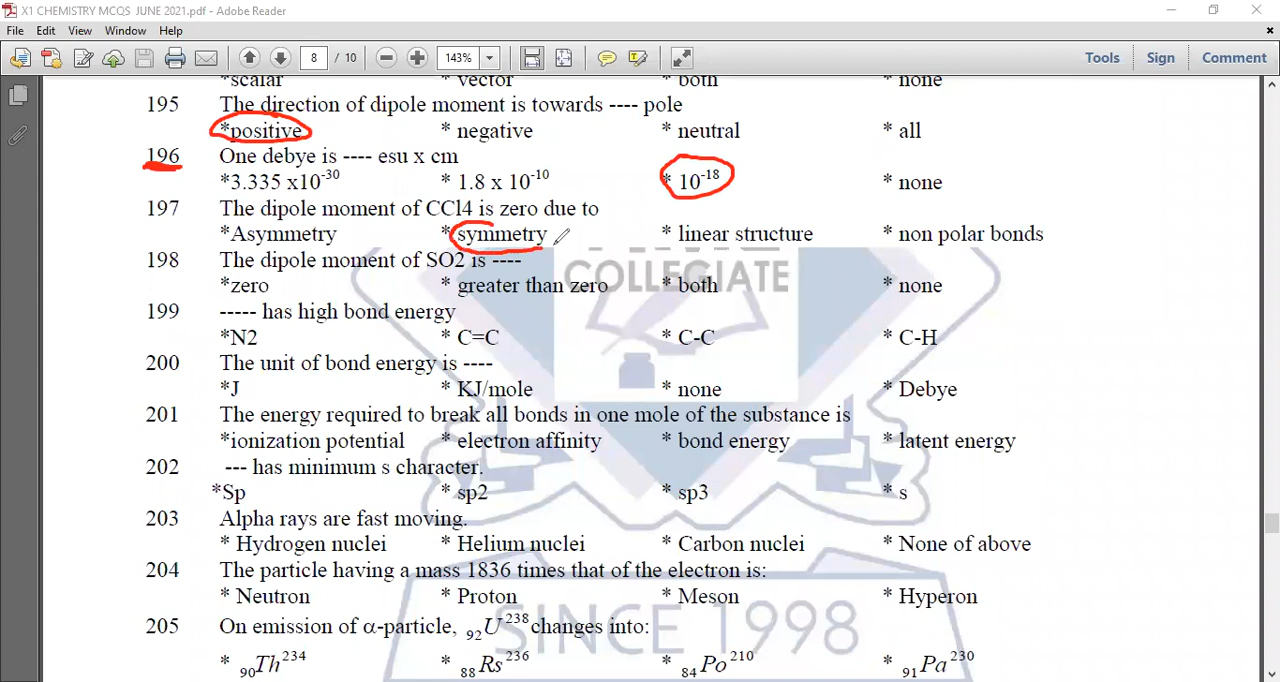 X1 CHEMISTRY MCQS JUNE 2021.pdf - Adobe Reader
File Edit View Window Help
8 / 10 143% Tools Sign Comment
*scalar * vector * both * none
195 The direction of dipole moment is towards ---- pole
*positive * negative * neutral * all
196 One debye is ---- esu x cm
*3.335 x10-30 * 1.8 x 10-10 * 10-18 * none
197 The dipole moment of CCl4 is zero due to
*Asymmetry * symmetry * linear structure * non polar bonds
198 The dipole moment of SO2 is ----
*zero * greater than zero * both * none
COLLEGIATE
199 ----- has high bond energy
*N2 * C=C * C-C * C-H
200 The unit of bond energy is ----
*J * KJ/mole * none * Debye
201 The energy required to break all bonds in one mole of the substance is
*ionization potential * electron affinity * bond energy * latent energy
202 --- has minimum s character.
*Sp * sp2 * sp3 * s
203 Alpha rays are fast moving.
* Hydrogen nuclei * Helium nuclei * Carbon nuclei * None of above
204 The particle having a mass 1836 times that of the electron is:
* Neutron * Proton * Meson * Hyperon
SINCE 1998
205 On emission of α-particle, 92U238 changes into:
* 90Th234 * 88Rs236 * 84Po210 * 91Pa230